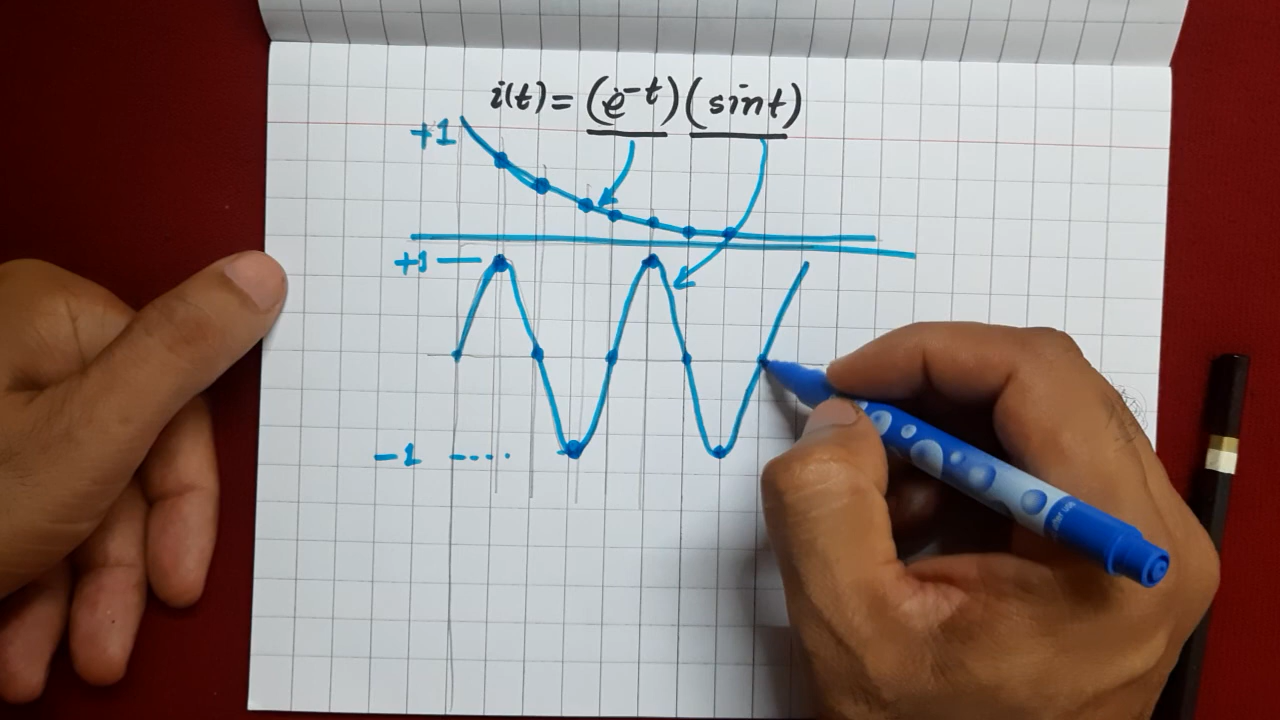 i(t) = (e⁻ᵗ)(sint)
+1
+1
-1